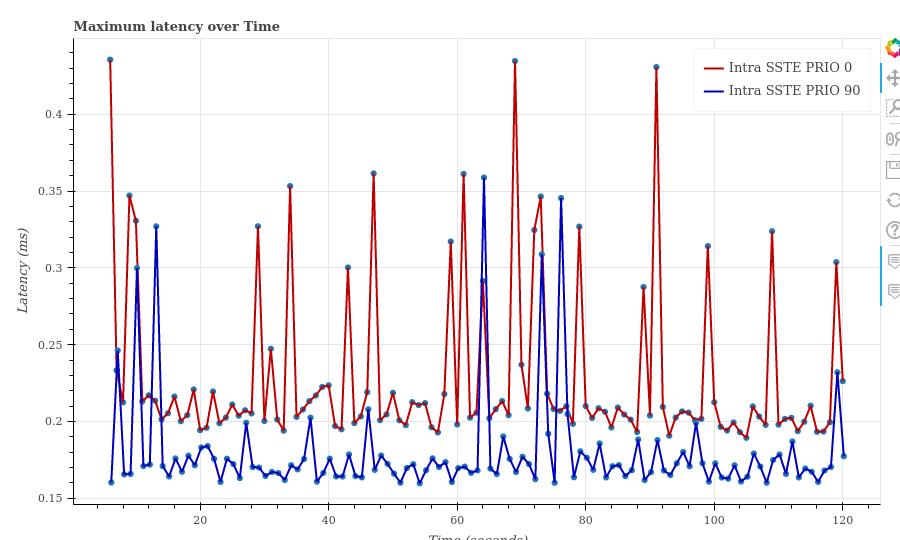 Maximum latency over Time
Intra SSTE PRIO 0
Intra SSTE PRIO 90
0.4
0.35
0.3
0.25
0.2
0.15
Latency (ms)
20
40
60
80
100
120
Time (seconds)